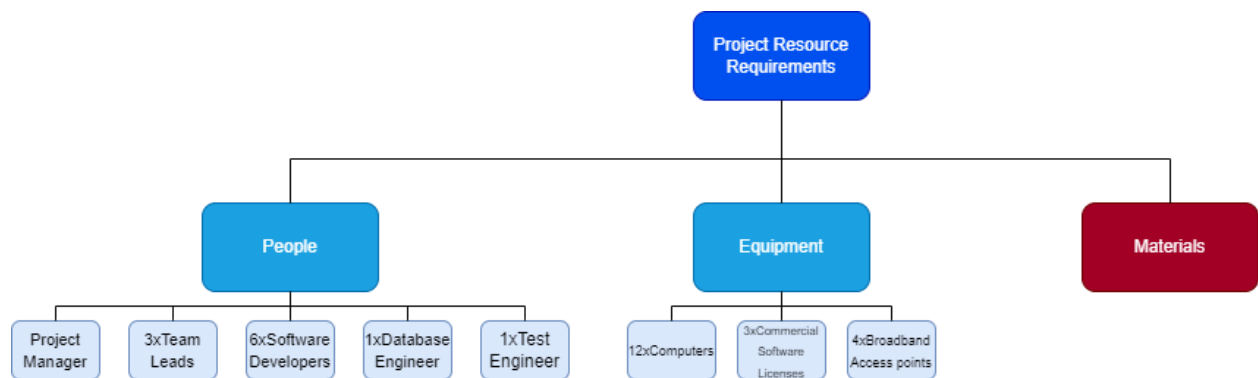 Project Resource
Requirements
People
Equipment
Materials
Project
Manager
3xTeam
Leads
6xSoftware
Developers
1xDatabase
Engineer
1xTest
Engineer
12xComputers
3xCommercial
Software
Licenses
4xBroadband
Access points